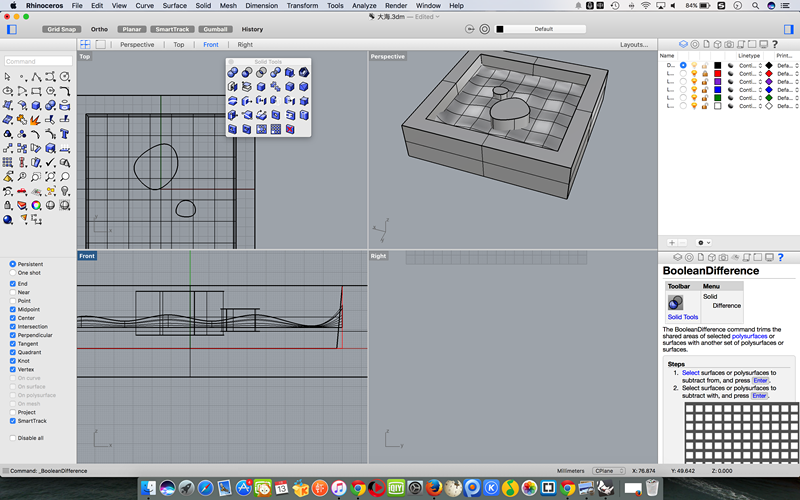 Rhinoceros File Edit View Curve Surface Solid Mesh Dimension Transform Tools Analyze Render Window Help 84%
大海.3dm — Edited
Grid Snap Ortho Planar SmartTrack Gumball History Default
Perspective Top Front Right Layouts...
Command
Top
Solid Tools
Perspective
Front
Right
Persistent
One shot
End
Near
Point
Midpoint
Center
Intersection
Perpendicular
Tangent
Quadrant
Knot
Vertex
On curve
On surface
On polysurface
On mesh
Project
SmartTrack
Disable all
Name Linetype Print...
D... Conti... Defa...
L... Conti... Defa...
L... Conti... Defa...
L... Conti... Defa...
L... Conti... Defa...
L... Conti... Defa...
BooleanDifference
Toolbar Menu
Solid Tools
Solid
Difference
The BooleanDifference command trims the
shared areas of selected polysurfaces or
surfaces with another set of polysurfaces or
surfaces.
Steps
1. Select surfaces or polysurfaces to
subtract from, and press Enter.
2. Select surfaces or polysurfaces to
subtract with, and press Enter.
Command: _BooleanDifference
Millimeters CPlane X: 76.874 Y: 49.642 Z: 0.000